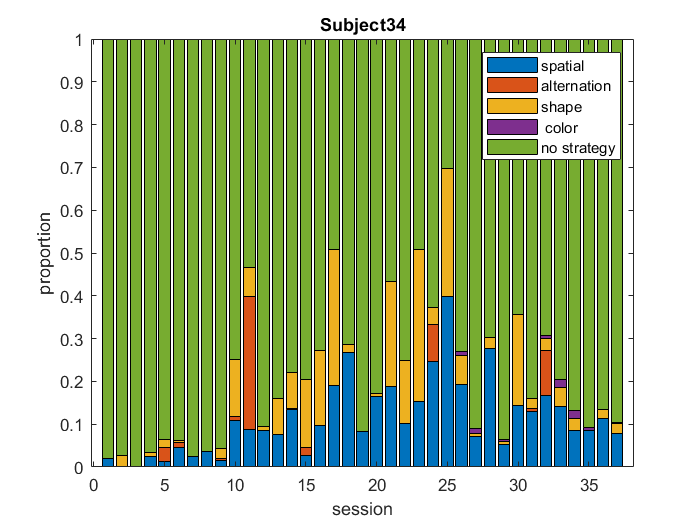 Subject34
1
0.9
0.8
0.7
0.6
0.5
0.4
0.3
0.2
0.1
0
proportion
spatial
alternation
shape
color
no strategy
0 5 10 15 20 25 30 35
session